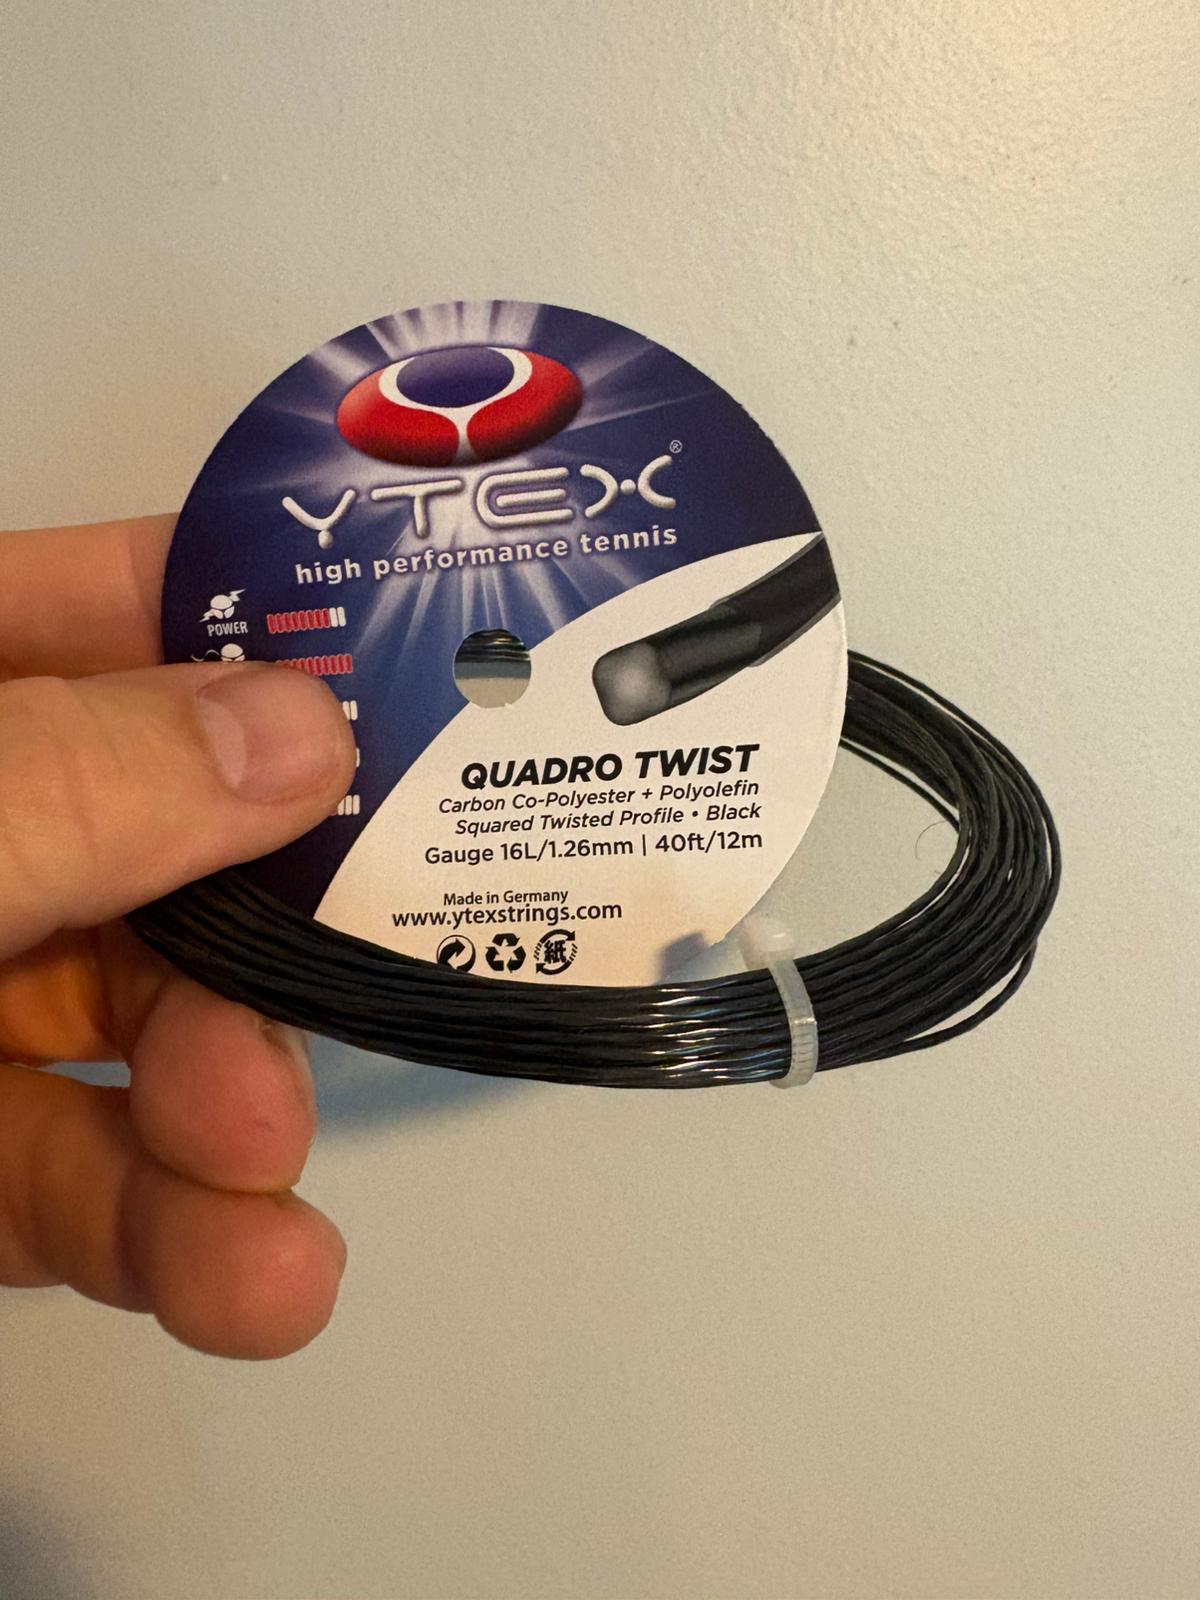 YTEX®
high performance tennis
POWER
QUADRO TWIST
Carbon Co-Polyester + Polyolefin
Squared Twisted Profile • Black
Gauge 16L/1.26mm | 40ft/12m
Made in Germany
www.ytexstrings.com
紙